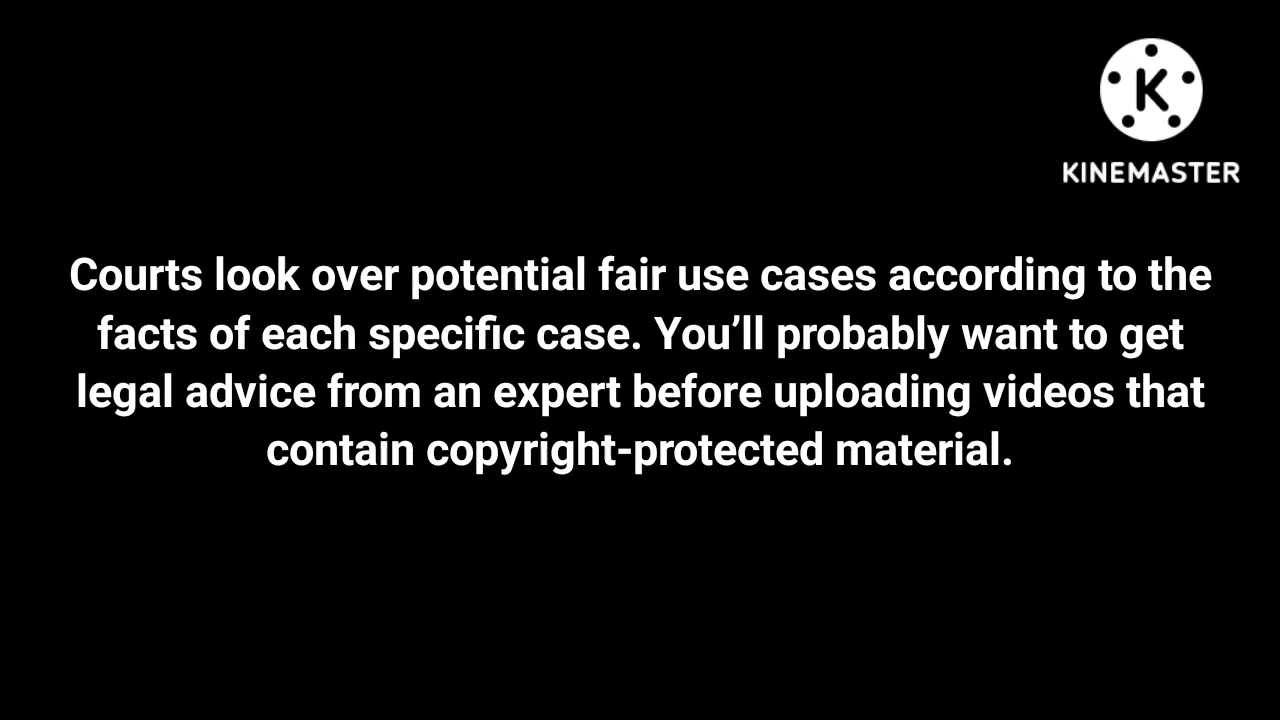 K
KINEMASTER
Courts look over potential fair use cases according to the
facts of each specific case. You’ll probably want to get
legal advice from an expert before uploading videos that
contain copyright-protected material.